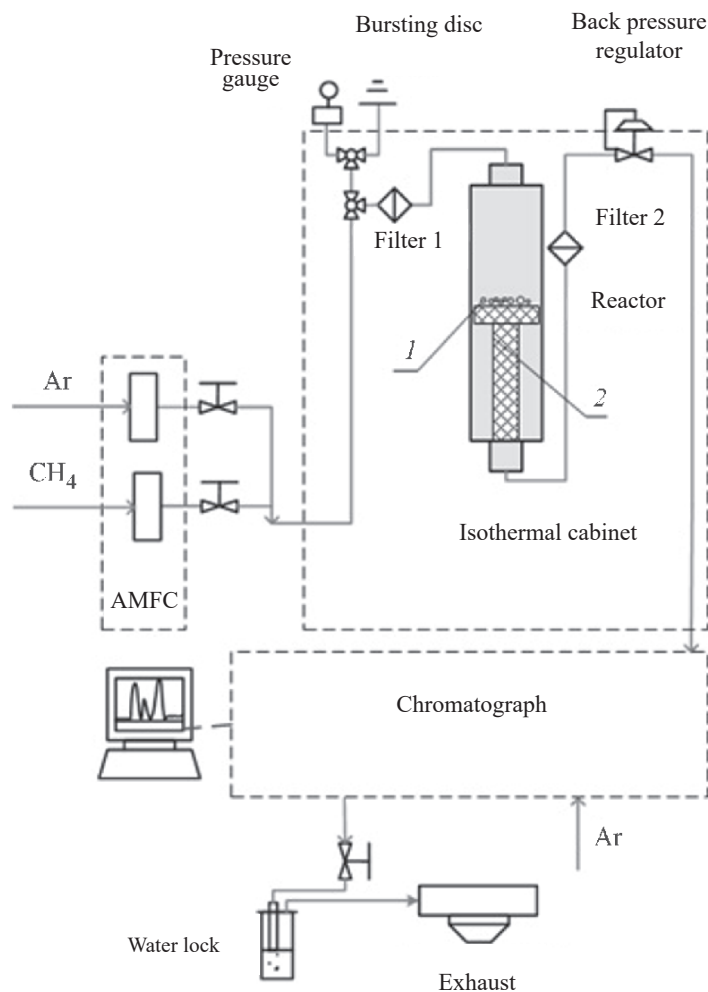 Bursting disc
Back pressure
regulator
Pressure
gauge
Filter 1
Filter 2
Reactor
1
2
Ar
CH₄
Isothermal cabinet
AMFC
Chromatograph
Ar
Water lock
Exhaust